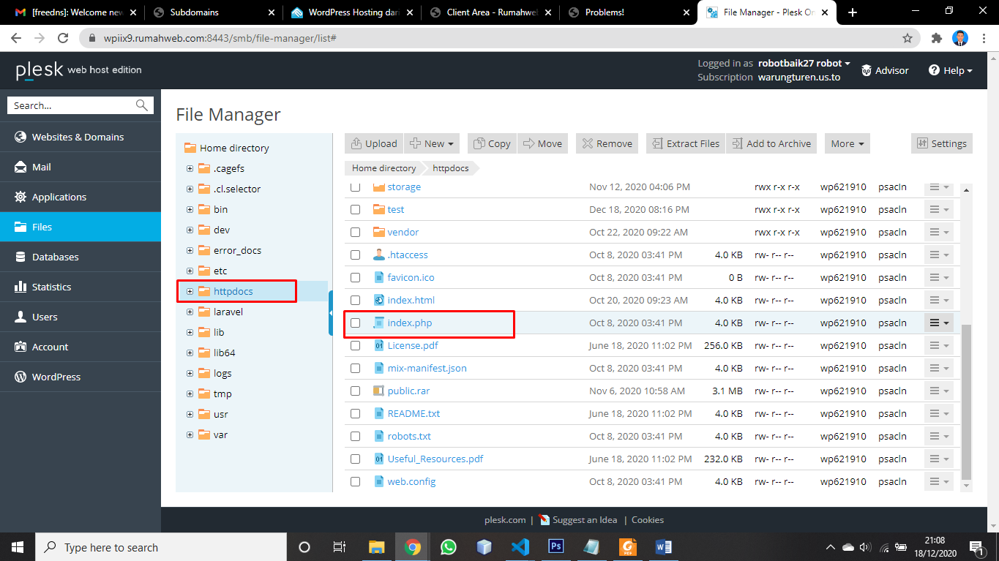 [freedns]: Welcome new
Subdomains
WordPress Hosting dari
Client Area - Rumahweb
Problems!
File Manager - Plesk On
wpiix9.rumahweb.com:8443/smb/file-manager/list#
plesk web host edition
Logged in as robotbaik27 robot
Subscription warungturen.us.to
Advisor
Help
Search...
Websites & Domains
Mail
Applications
Files
Databases
Statistics
Users
Account
WordPress
File Manager
Home directory
.cagefs
.cl.selector
bin
dev
error_docs
etc
httpdocs
laravel
lib
lib64
logs
tmp
usr
var
Upload New Copy Move Remove Extract Files Add to Archive More Settings
Home directory httpdocs
storage Nov 12, 2020 04:06 PM rwx r-x r-x wp621910 psacln
test Dec 18, 2020 08:16 PM rwx r-x r-x wp621910 psacln
vendor Oct 22, 2020 09:22 AM rwx r-x r-x wp621910 psacln
.htaccess Oct 8, 2020 03:41 PM 4.0 KB rw- r-- r-- wp621910 psacln
favicon.ico Oct 8, 2020 03:41 PM 0 B rw- r-- r-- wp621910 psacln
index.html Oct 20, 2020 09:23 AM 4.0 KB rw- r-- r-- wp621910 psacln
index.php Oct 8, 2020 03:41 PM 4.0 KB rw- r-- r-- wp621910 psacln
License.pdf June 18, 2020 11:02 PM 256.0 KB rw- r-- r-- wp621910 psacln
mix-manifest.json Oct 8, 2020 03:41 PM 4.0 KB rw- r-- r-- wp621910 psacln
public.rar Nov 6, 2020 10:58 AM 3.1 MB rw- r-- r-- wp621910 psacln
README.txt June 18, 2020 11:02 PM 4.0 KB rw- r-- r-- wp621910 psacln
robots.txt Oct 8, 2020 03:41 PM 4.0 KB rw- r-- r-- wp621910 psacln
Useful_Resources.pdf June 18, 2020 11:02 PM 232.0 KB rw- r-- r-- wp621910 psacln
web.config Oct 8, 2020 03:41 PM 4.0 KB rw- r-- r-- wp621910 psacln
plesk.com | Suggest an Idea | Cookies
Type here to search
Ps
21:08
18/12/2020
1